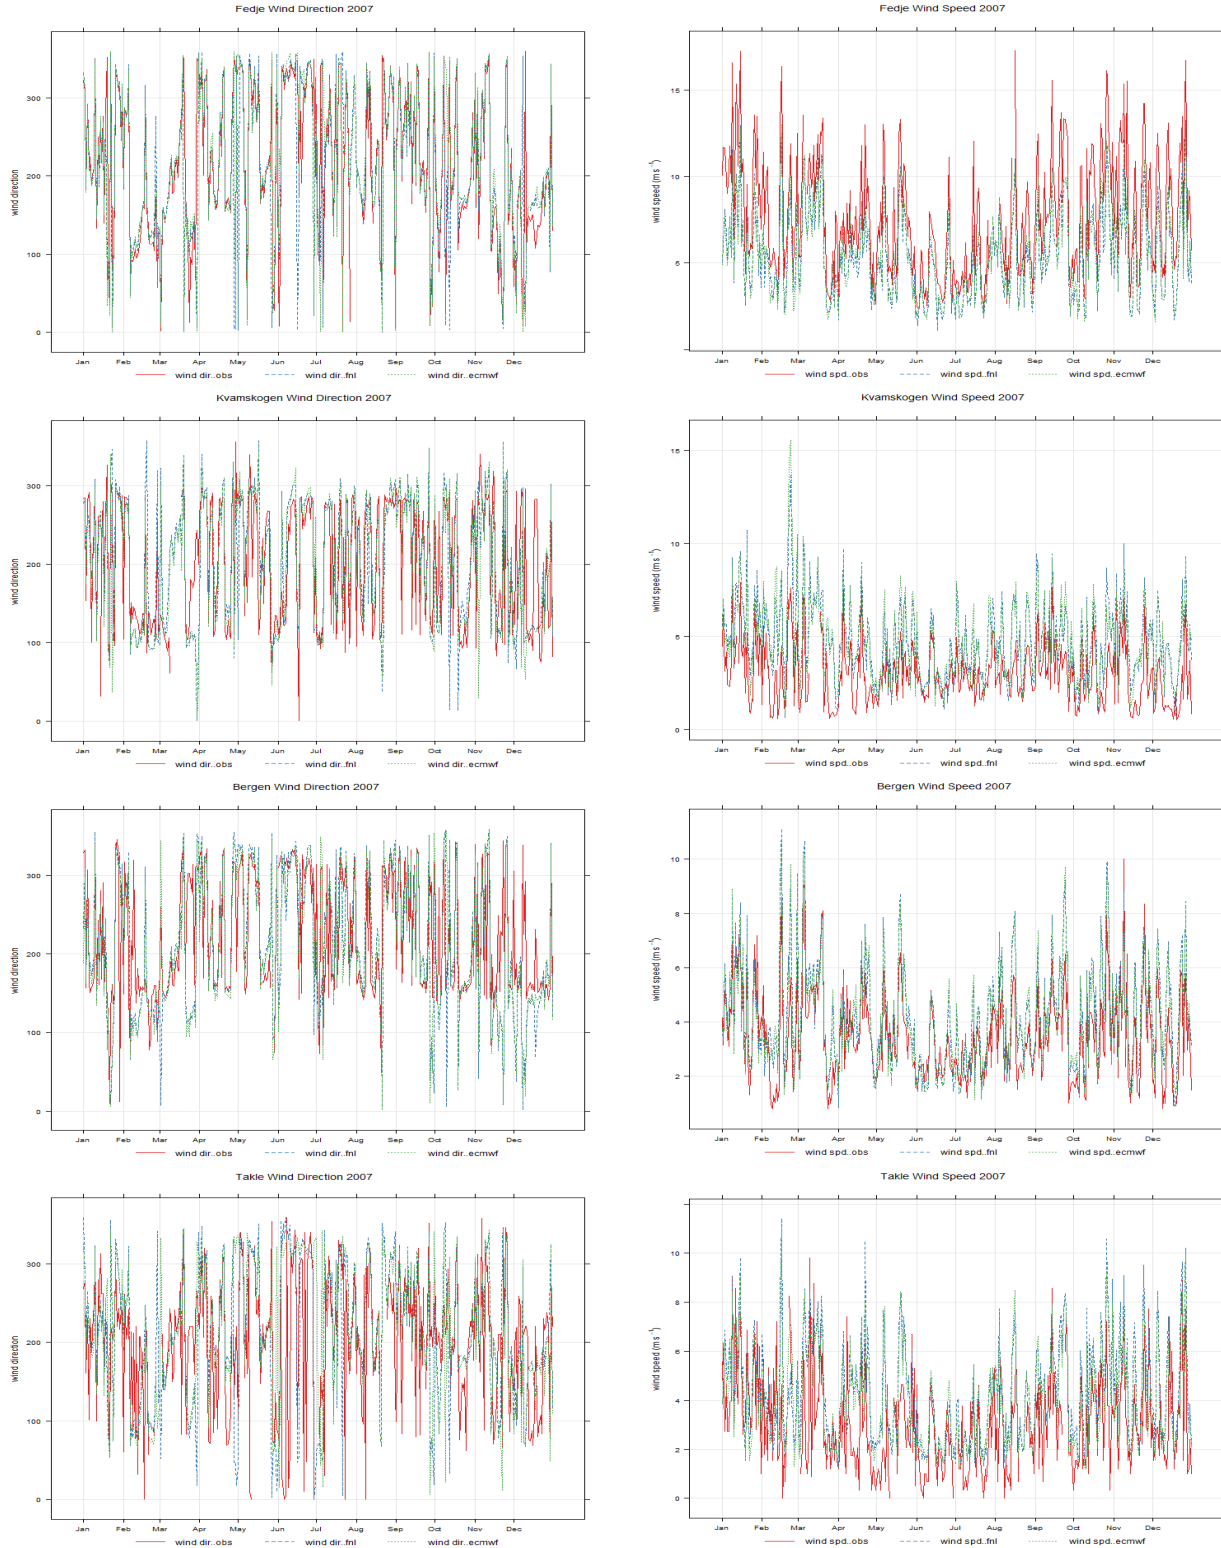 Fedje Wind Direction 2007
wind direction
300
200
100
0
Jan Feb Mar Apr May Jun Jul Aug Sep Oct Nov Dec
wind dir..obs wind dir..fnl wind dir..ecmwf
Fedje Wind Speed 2007
wind speed (m s⁻¹)
15
10
5
Jan Feb Mar Apr May Jun Jul Aug Sep Oct Nov Dec
wind spd..obs wind spd..fnl wind spd..ecmwf
Kvamskogen Wind Direction 2007
wind direction
300
200
100
0
Jan Feb Mar Apr May Jun Jul Aug Sep Oct Nov Dec
wind dir..obs wind dir..fnl wind dir..ecmwf
Kvamskogen Wind Speed 2007
wind speed (m s⁻¹)
15
10
5
0
Jan Feb Mar Apr May Jun Jul Aug Sep Oct Nov Dec
wind spd..obs wind spd..fnl wind spd..ecmwf
Bergen Wind Direction 2007
wind direction
300
200
100
0
Jan Feb Mar Apr May Jun Jul Aug Sep Oct Nov Dec
wind dir..obs wind dir..fnl wind dir..ecmwf
Bergen Wind Speed 2007
wind speed (m s⁻¹)
10
8
6
4
2
Jan Feb Mar Apr May Jun Jul Aug Sep Oct Nov Dec
wind spd..obs wind spd..fnl wind spd..ecmwf
Takle Wind Direction 2007
wind direction
300
200
100
0
Jan Feb Mar Apr May Jun Jul Aug Sep Oct Nov Dec
wind dir..obs wind dir..fnl wind dir..ecmwf
Takle Wind Speed 2007
wind speed (m s⁻¹)
10
8
6
4
2
0
Jan Feb Mar Apr May Jun Jul Aug Sep Oct Nov Dec
wind spd..obs wind spd..fnl wind spd..ecmwf